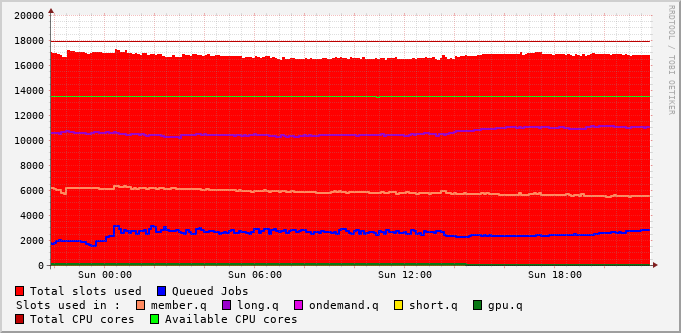 20000
18000
16000
14000
12000
10000
8000
6000
4000
2000
0
Sun 00:00 Sun 06:00 Sun 12:00 Sun 18:00
RRDTOOL / TOBI OETIKER
Total slots used Queued Jobs
Slots used in : member.q long.q ondemand.q short.q gpu.q
Total CPU cores Available CPU cores